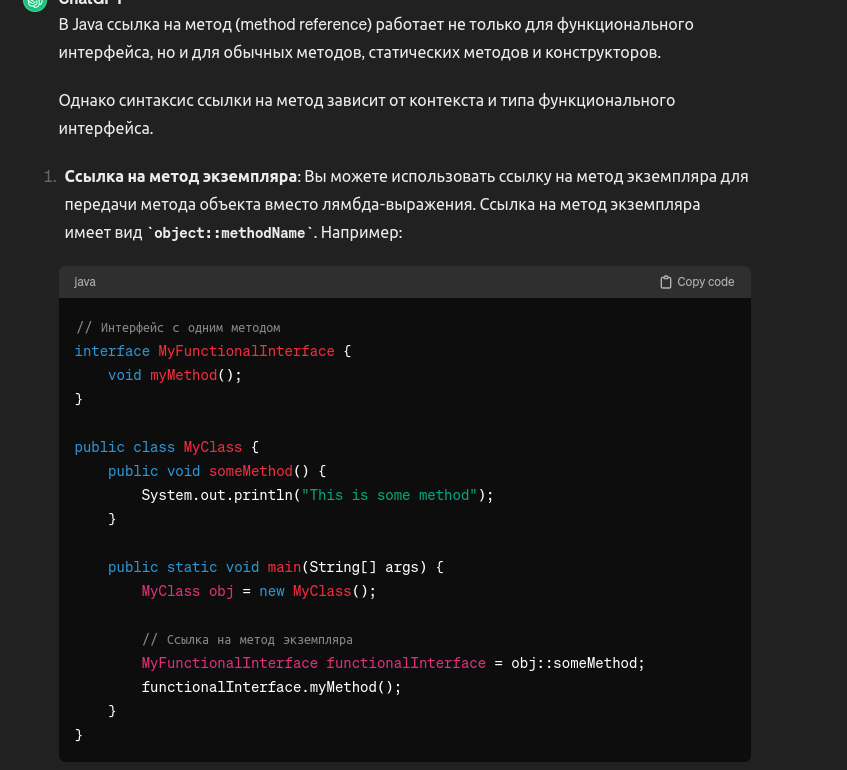 ChatGPT
В Java ссылка на метод (method reference) работает не только для функционального
интерфейса, но и для обычных методов, статических методов и конструкторов.
Однако синтаксис ссылки на метод зависит от контекста и типа функционального
интерфейса.
1. Ссылка на метод экземпляра: Вы можете использовать ссылку на метод экземпляра для
передачи метода объекта вместо лямбда-выражения. Ссылка на метод экземпляра
имеет вид `object::methodName`. Например:
java Copy code
// Интерфейс с одним методом
interface MyFunctionalInterface {
    void myMethod();
}
public class MyClass {
    public void someMethod() {
        System.out.println("This is some method");
    }
    public static void main(String[] args) {
        MyClass obj = new MyClass();
        // Ссылка на метод экземпляра
        MyFunctionalInterface functionalInterface = obj::someMethod;
        functionalInterface.myMethod();
    }
}